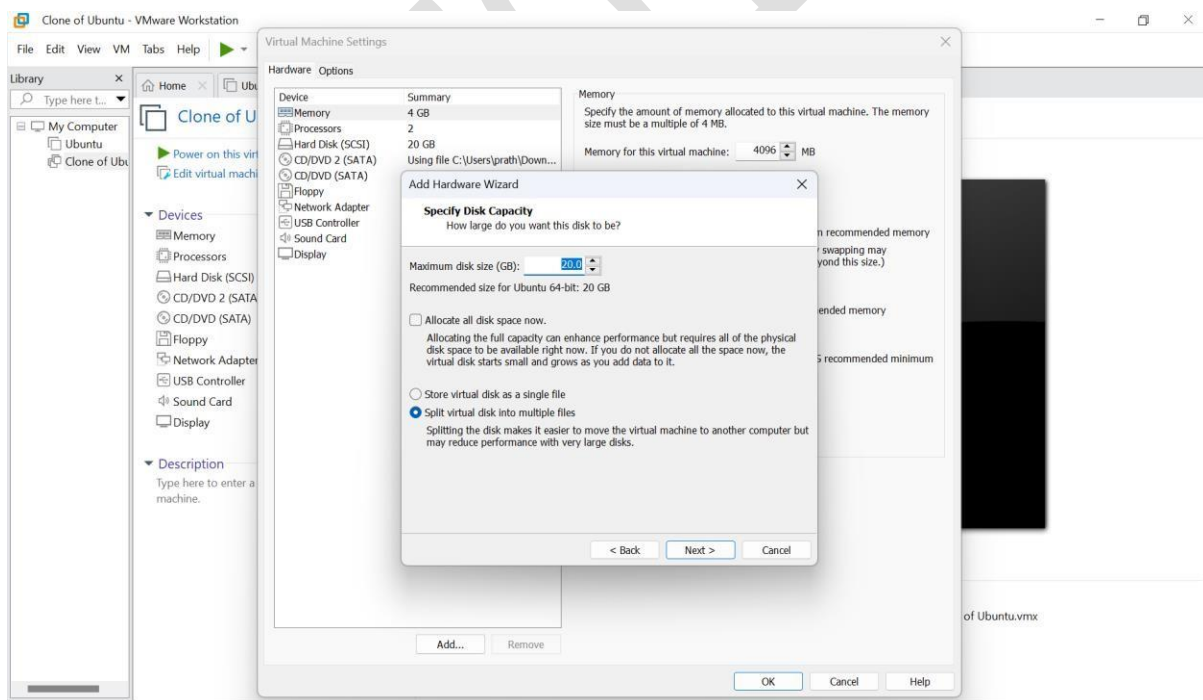 Clone of Ubuntu - VMware Workstation
File Edit View VM Tabs Help
Library
Type here t...
My Computer
Ubuntu
Clone of Ubu
Home
Ubu
Clone of U
Power on this virt
Edit virtual machi
Devices
Memory
Processors
Hard Disk (SCSI)
CD/DVD 2 (SATA
CD/DVD (SATA)
Floppy
Network Adapter
USB Controller
Sound Card
Display
Description
Type here to enter a
machine.
Virtual Machine Settings
Hardware Options
Device Summary
Memory 4 GB
Processors 2
Hard Disk (SCSI) 20 GB
CD/DVD 2 (SATA) Using file C:\Users\prath\Down...
CD/DVD (SATA)
Floppy
Network Adapter
USB Controller
Sound Card
Display
Memory
Specify the amount of memory allocated to this virtual machine. The memory
size must be a multiple of 4 MB.
Memory for this virtual machine: 4096 MB
n recommended memory
swapping may
yond this size.)
ended memory
recommended minimum
Add Hardware Wizard
Specify Disk Capacity
How large do you want this disk to be?
Maximum disk size (GB): 20.0
Recommended size for Ubuntu 64-bit: 20 GB
Allocate all disk space now.
Allocating the full capacity can enhance performance but requires all of the physical
disk space to be available right now. If you do not allocate all the space now, the
virtual disk starts small and grows as you add data to it.
Store virtual disk as a single file
Split virtual disk into multiple files
Splitting the disk makes it easier to move the virtual machine to another computer but
may reduce performance with very large disks.
< Back Next > Cancel
Add... Remove
OK Cancel Help
of Ubuntu.vmx